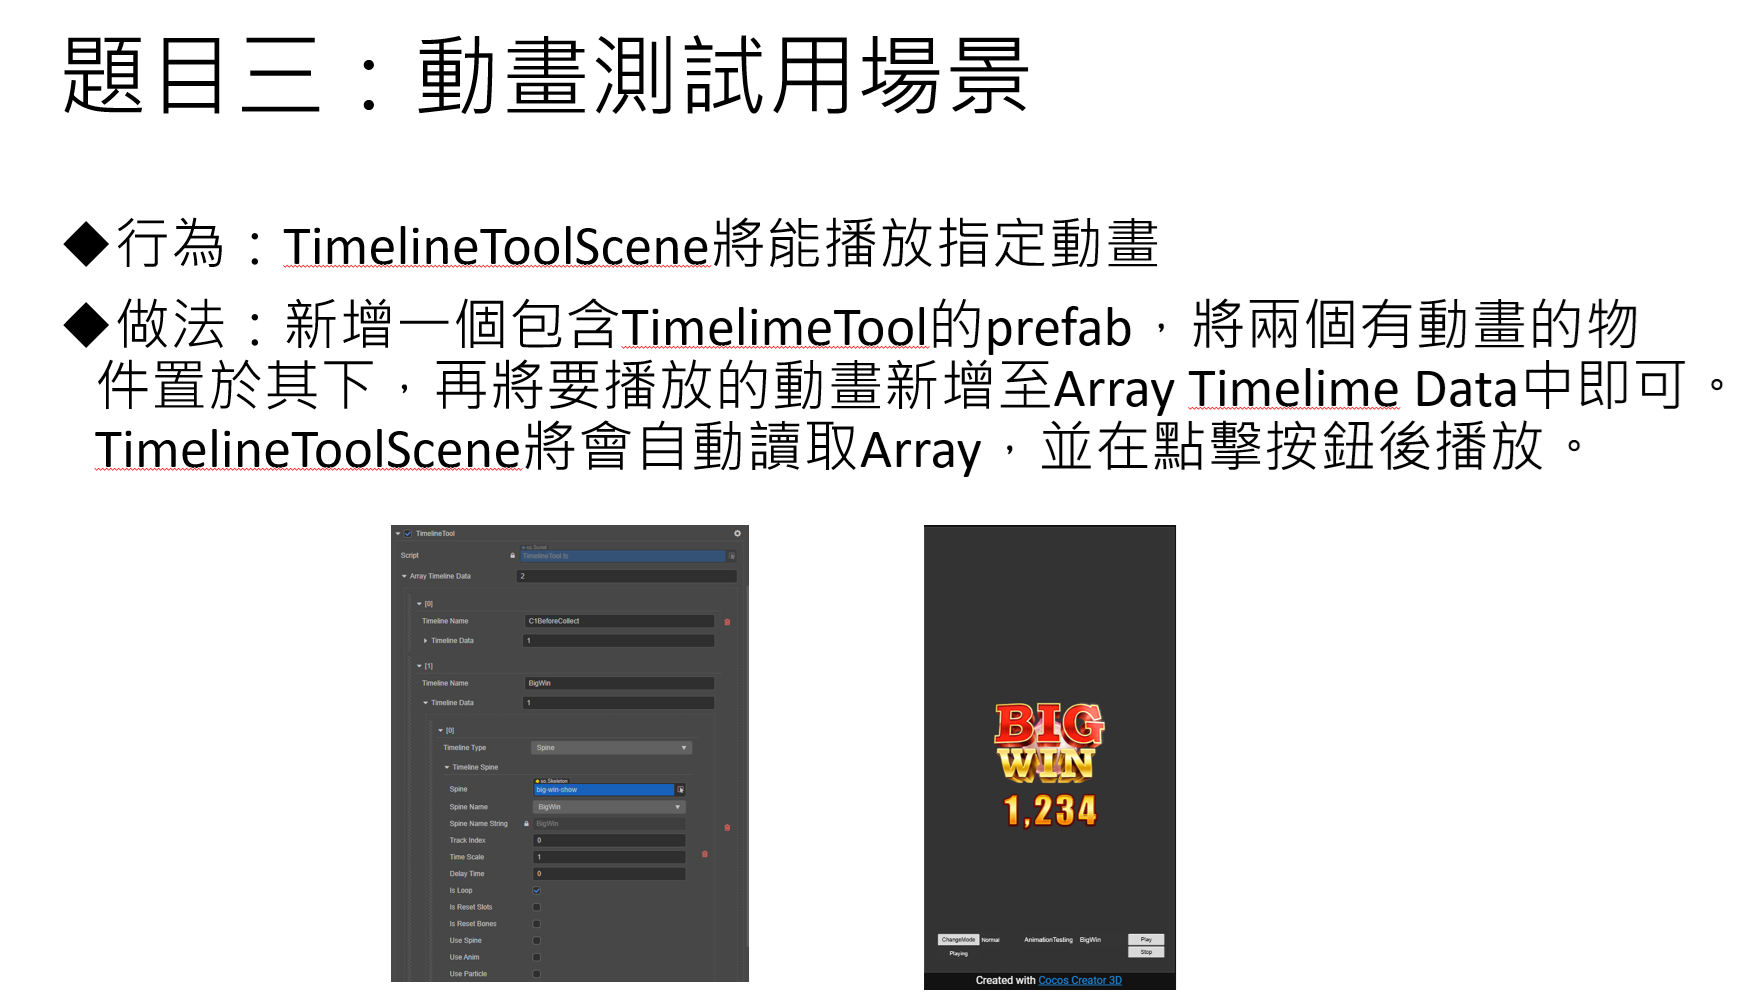 題目三：動畫測試用場景
◆行為：TimelineToolScene將能播放指定動畫
◆做法：新增一個包含TimelimeTool的prefab，將兩個有動畫的物
件置於其下，再將要播放的動畫新增至Array Timelime Data中即可。
TimelineToolScene將會自動讀取Array，並在點擊按鈕後播放。
TimelineTool
cc.Script
Script TimelineTool.ts
Array Timeline Data 2
[0]
Timeline Name C1BeforeCollect
Timeline Data 1
[1]
Timeline Name BigWin
Timeline Data 1
[0]
Timeline Type Spine
Timeline Spine
cc.Skeleton
Spine big-win-show
Spine Name BigWin
Spine Name String BigWin
Track Index 0
Time Scale 1
Delay Time 0
Is Loop
Is Reset Slots
Is Reset Bones
Use Spine
Use Anim
Use Particle
BIG
WIN
1,234
ChangeMode Normal AnimationTesting BigWin Play
Playing Stop
Created with Cocos Creator 3D